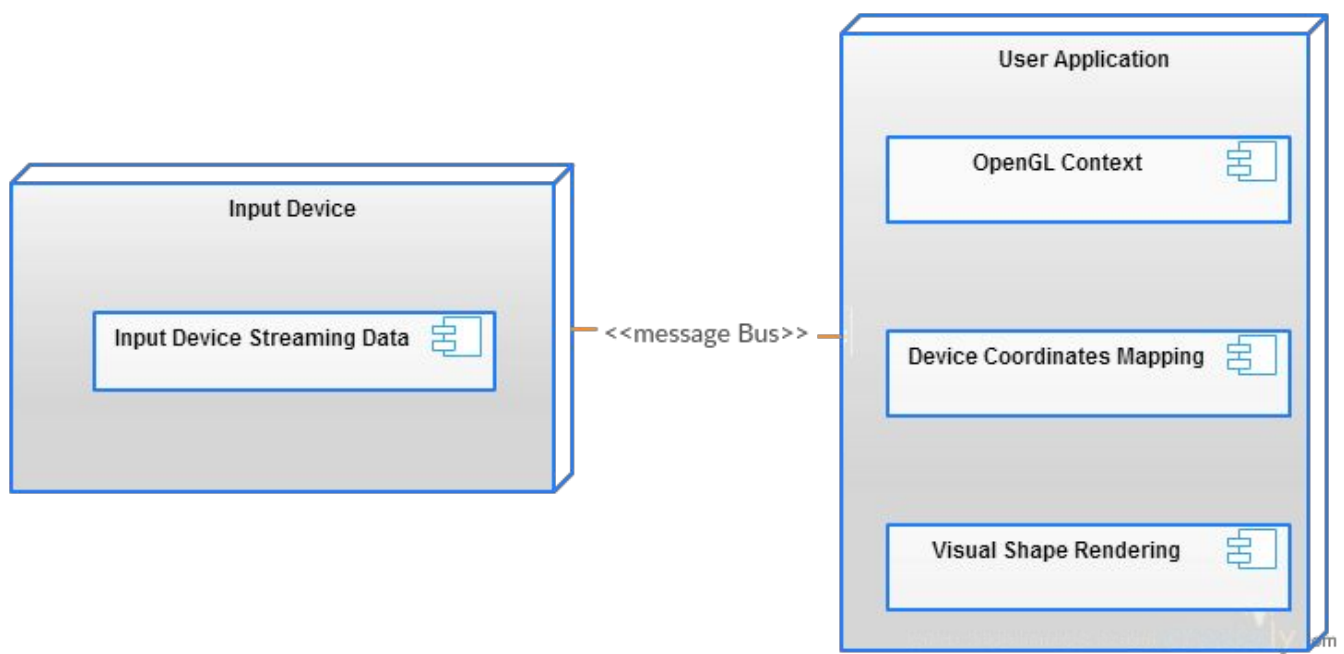 User Application
OpenGL Context
Input Device
Input Device Streaming Data
<<message Bus>>
Device Coordinates Mapping
Visual Shape Rendering